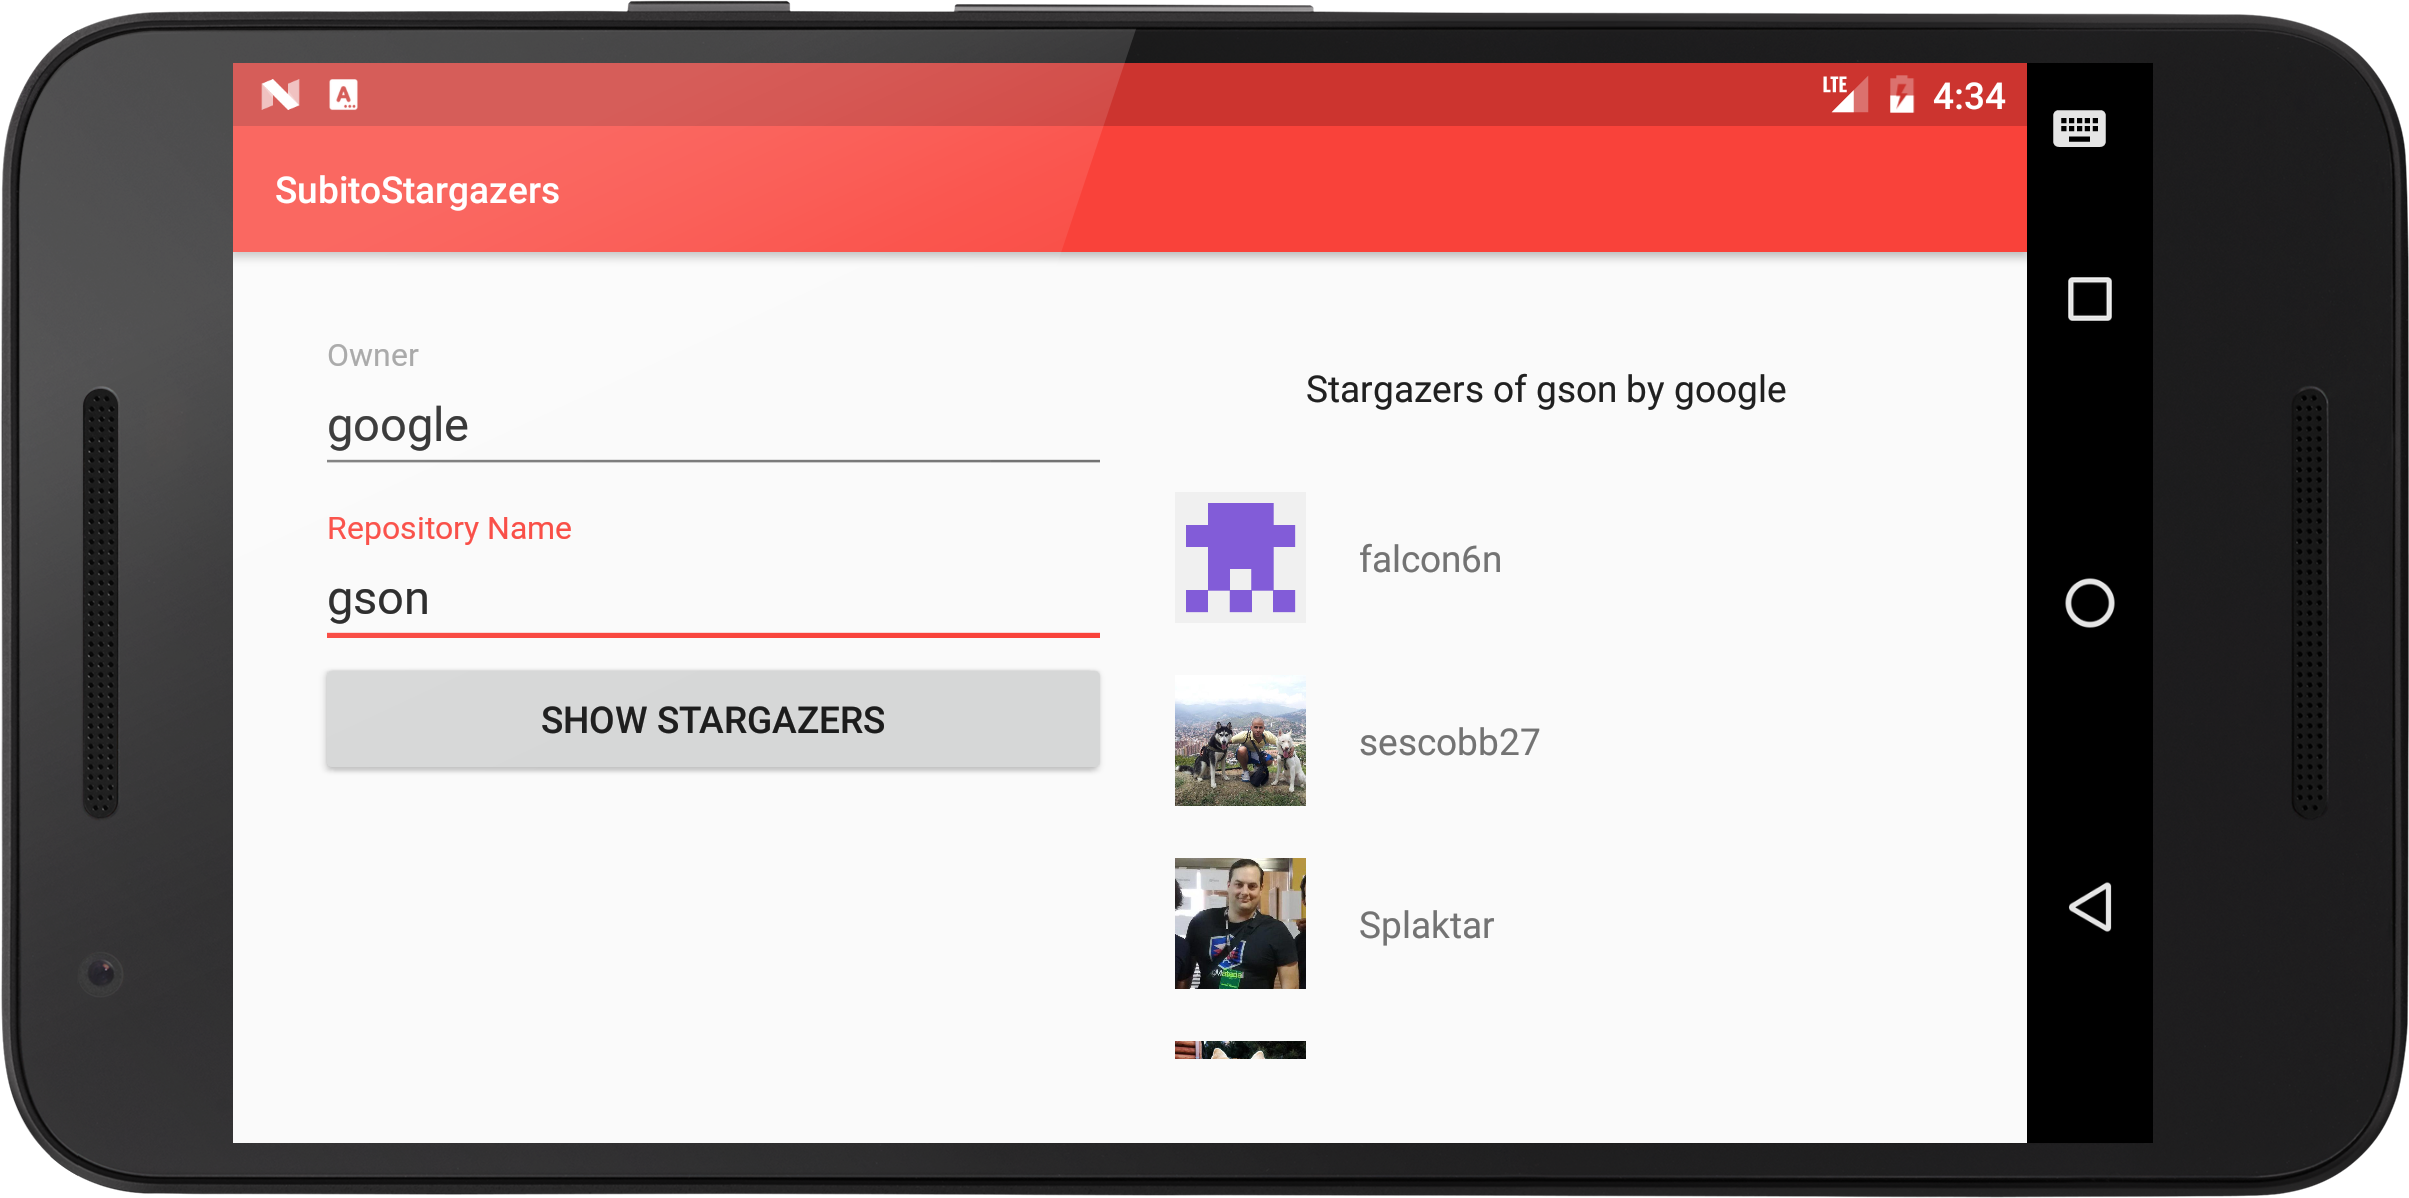 LTE 4:34
SubitoStargazers
Owner
google
Repository Name
gson
SHOW STARGAZERS
Stargazers of gson by google
falcon6n
sescobb27
Splaktar